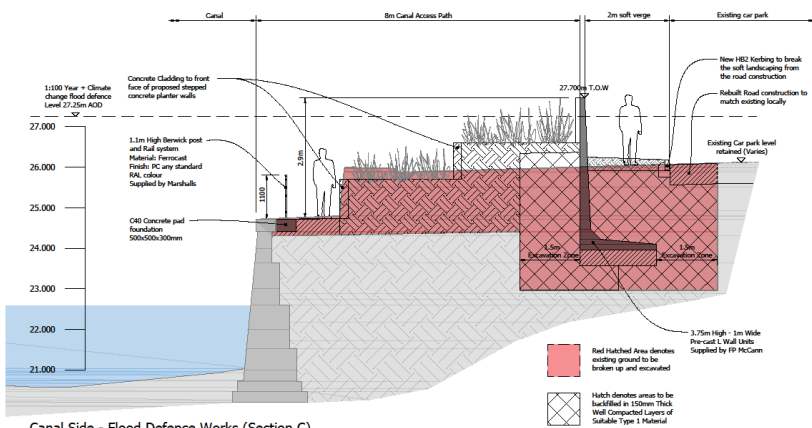 Canal
8m Canal Access Path
2m soft verge
Existing car park
Concrete Cladding to front
face of proposed stepped
concrete planter walls
New HB2 Kerbing to break
the soft landscaping from
the road construction
1:100 Year + Climate
change flood defence
Level 27.25m AOD
27.700m T.O.W
Rebuilt Road construction to
match existing locally
27.000
1.1m High Berwick post
and Rail system
Material: Ferrocast
Finish: PC any standard
RAL colour
Supplied by Marshalls
2.9m
Existing Car park level
retained (Varies)
26.000
1100
25.000
C40 Concrete pad
foundation
500x500x300mm
24.000
1.5m
Excavation Zone
1.5m
Excavation Zone
23.000
22.000
3.75m High - 1m Wide
Pre-cast L Wall Units
Supplied by FP McCann
21.000
Red Hatched Area denotes
existing ground to be
broken up and excavated
Hatch denotes areas to be
backfilled in 150mm Thick
Well Compacted Layers of
Suitable Type 1 Material
Canal Side - Flood Defence Works (Section C)